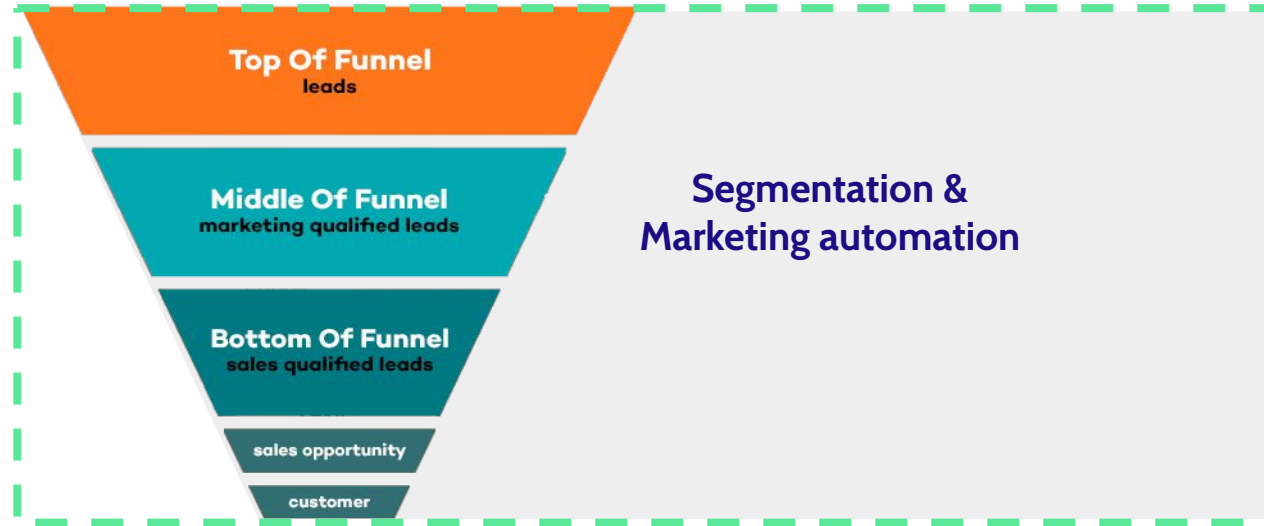 Top Of Funnel
leads
Middle Of Funnel
marketing qualified leads
Segmentation &
Marketing automation
Bottom Of Funnel
sales qualified leads
sales opportunity
customer